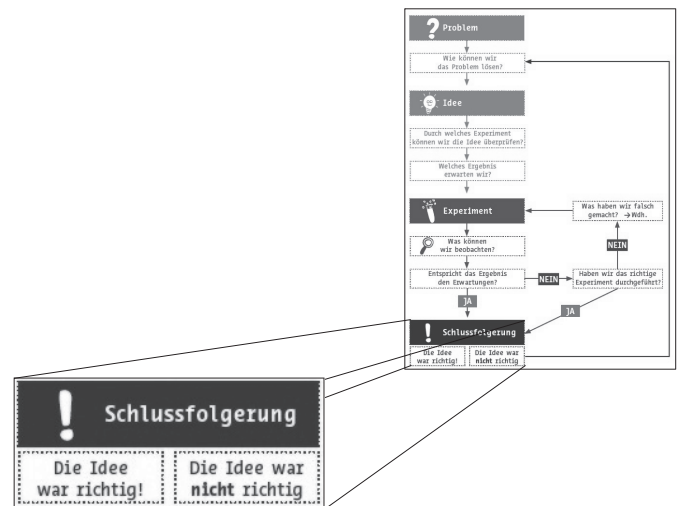 Problem
Wie können wir
das Problem lösen?
Idee
Durch welches Experiment
können wir die Idee überprüfen?
Welches Ergebnis
erwarten wir?
Experiment
Was haben wir falsch
gemacht? →Wdh.
Was können
wir beobachten?
NEIN
Entspricht das Ergebnis
den Erwartungen?
NEIN
Haben wir das richtige
Experiment durchgeführt?
JA
JA
Schlussfolgerung
Die Idee
war richtig!
Die Idee war
nicht richtig
Schlussfolgerung
Die Idee
war richtig!
Die Idee war
nicht richtig